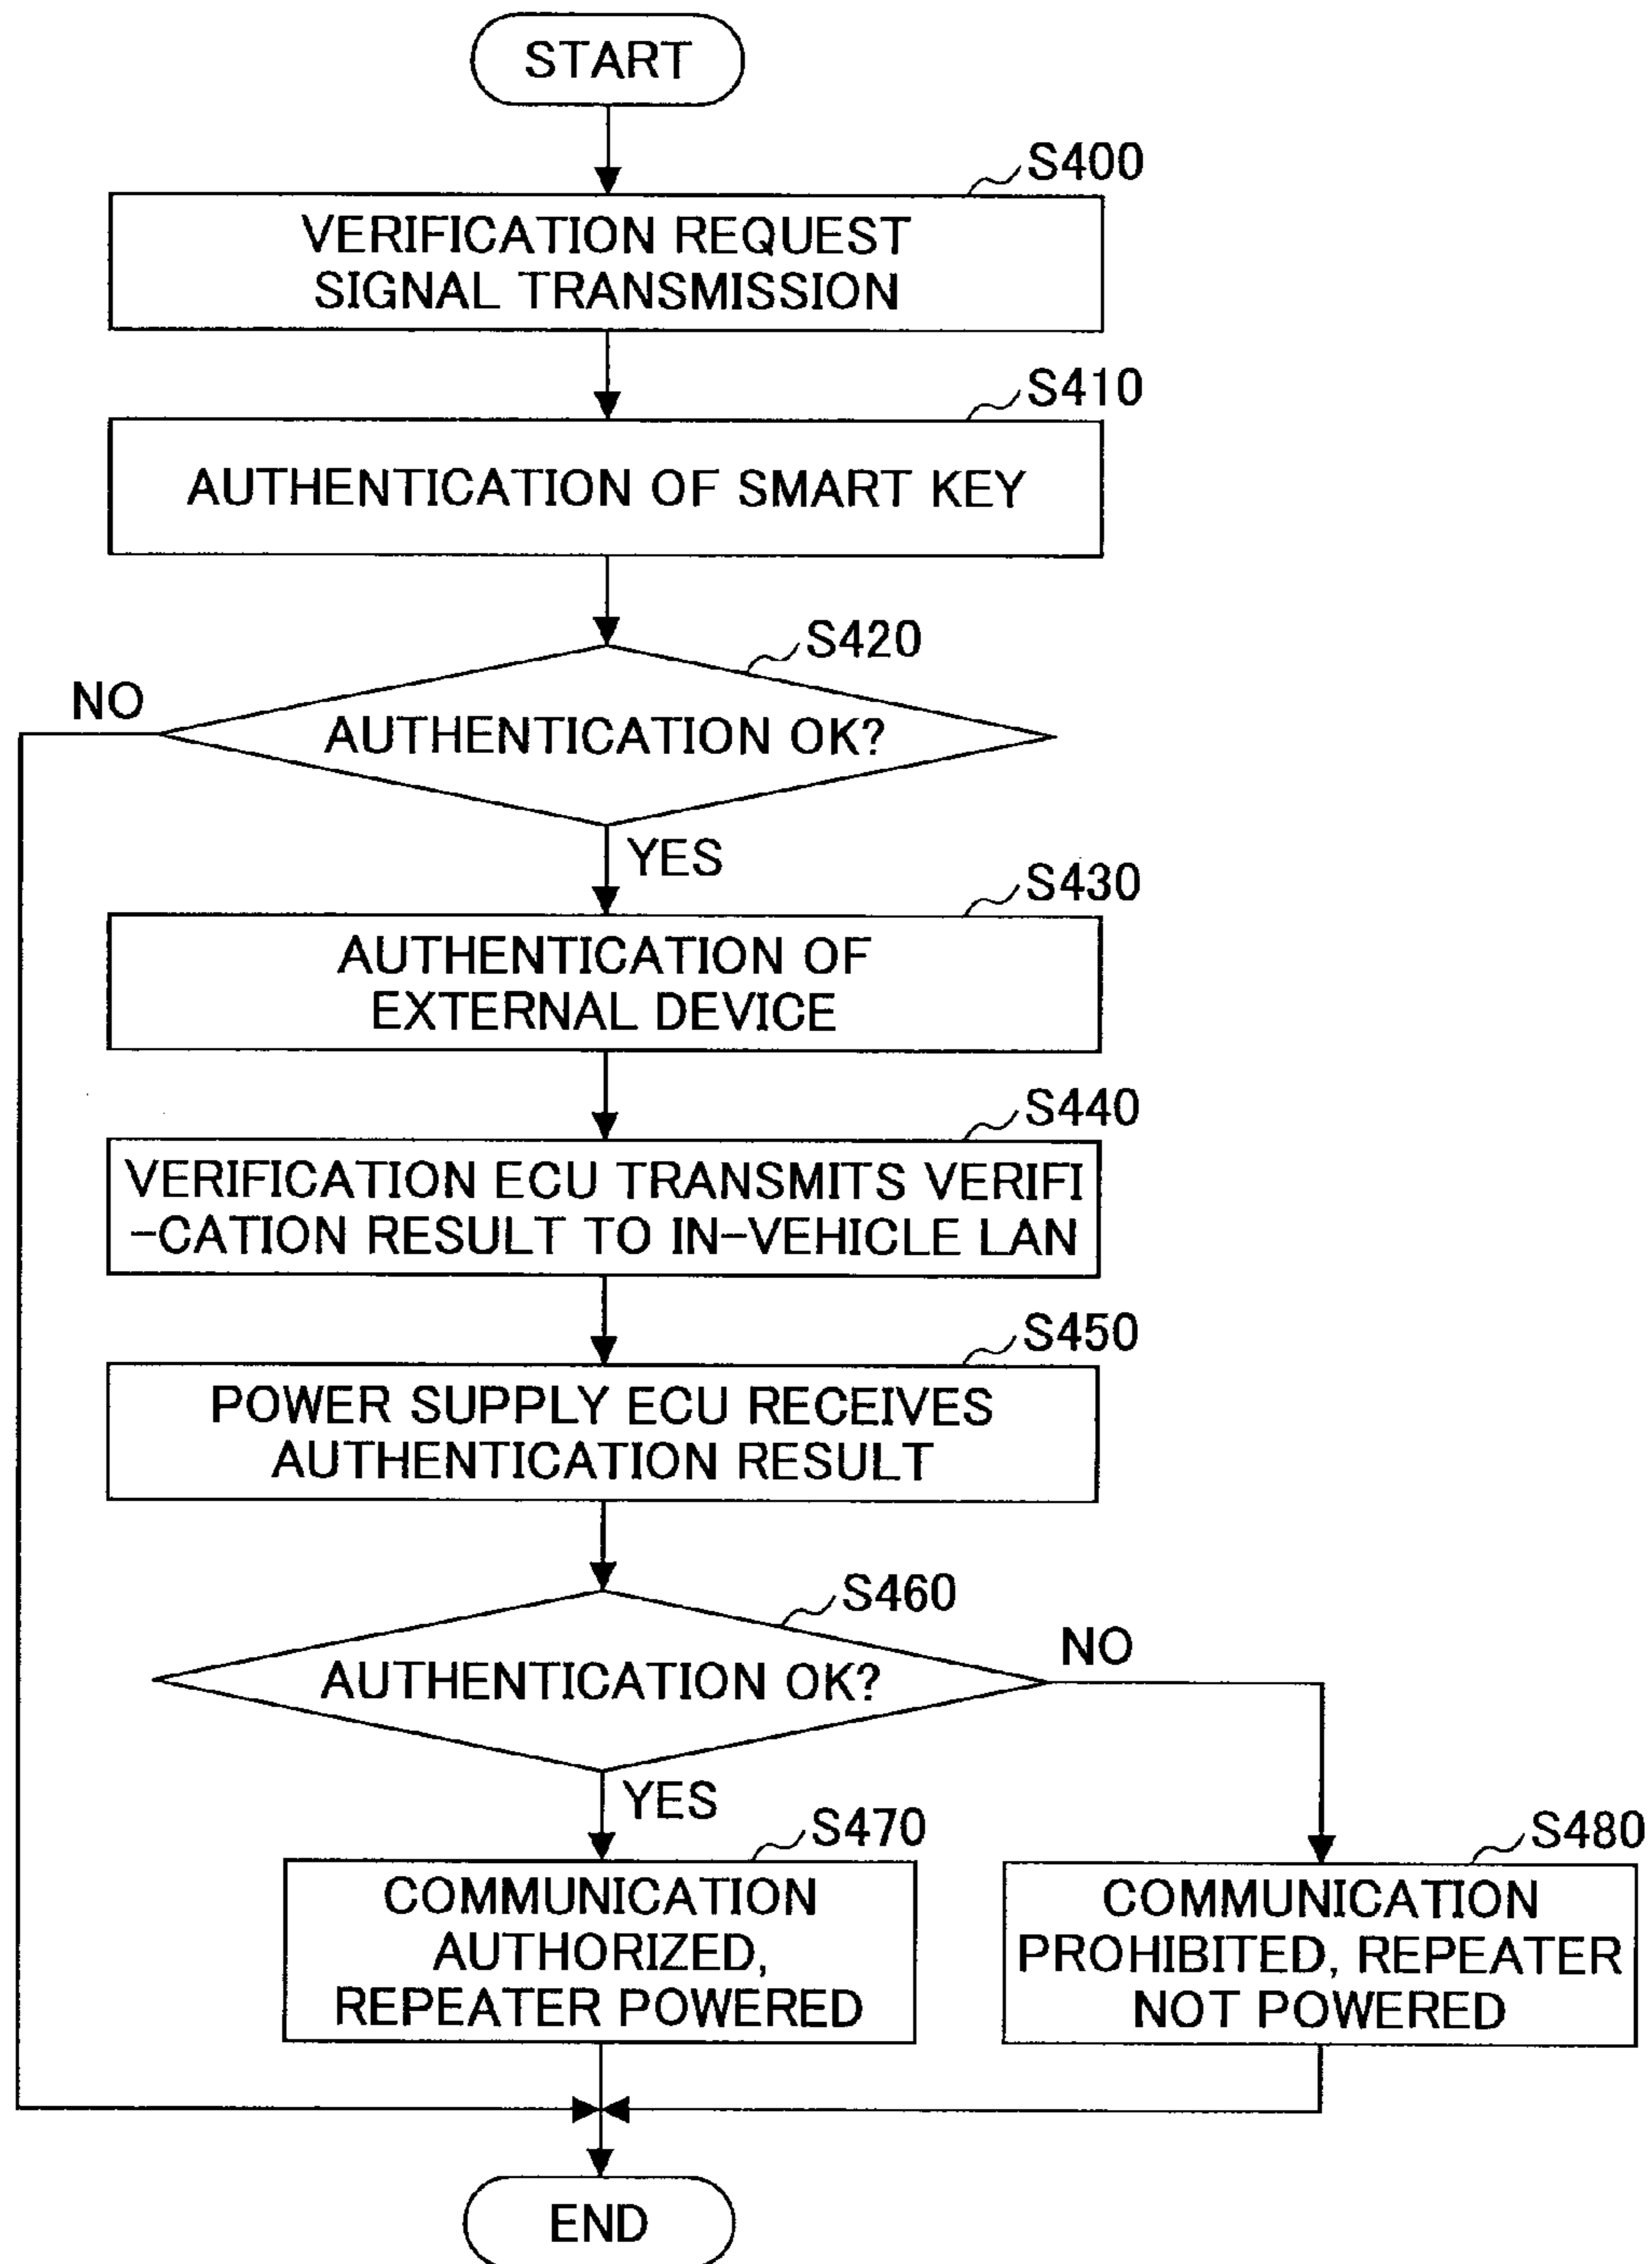 START
S400
VERIFICATION REQUEST
SIGNAL TRANSMISSION
S410
AUTHENTICATION OF SMART KEY
S420
NO
AUTHENTICATION OK?
YES
S430
AUTHENTICATION OF
EXTERNAL DEVICE
S440
VERIFICATION ECU TRANSMITS VERIFI
-CATION RESULT TO IN-VEHICLE LAN
S450
POWER SUPPLY ECU RECEIVES
AUTHENTICATION RESULT
S460
NO
AUTHENTICATION OK?
YES
S470
COMMUNICATION
AUTHORIZED,
REPEATER POWERED
S480
COMMUNICATION
PROHIBITED, REPEATER
NOT POWERED
END